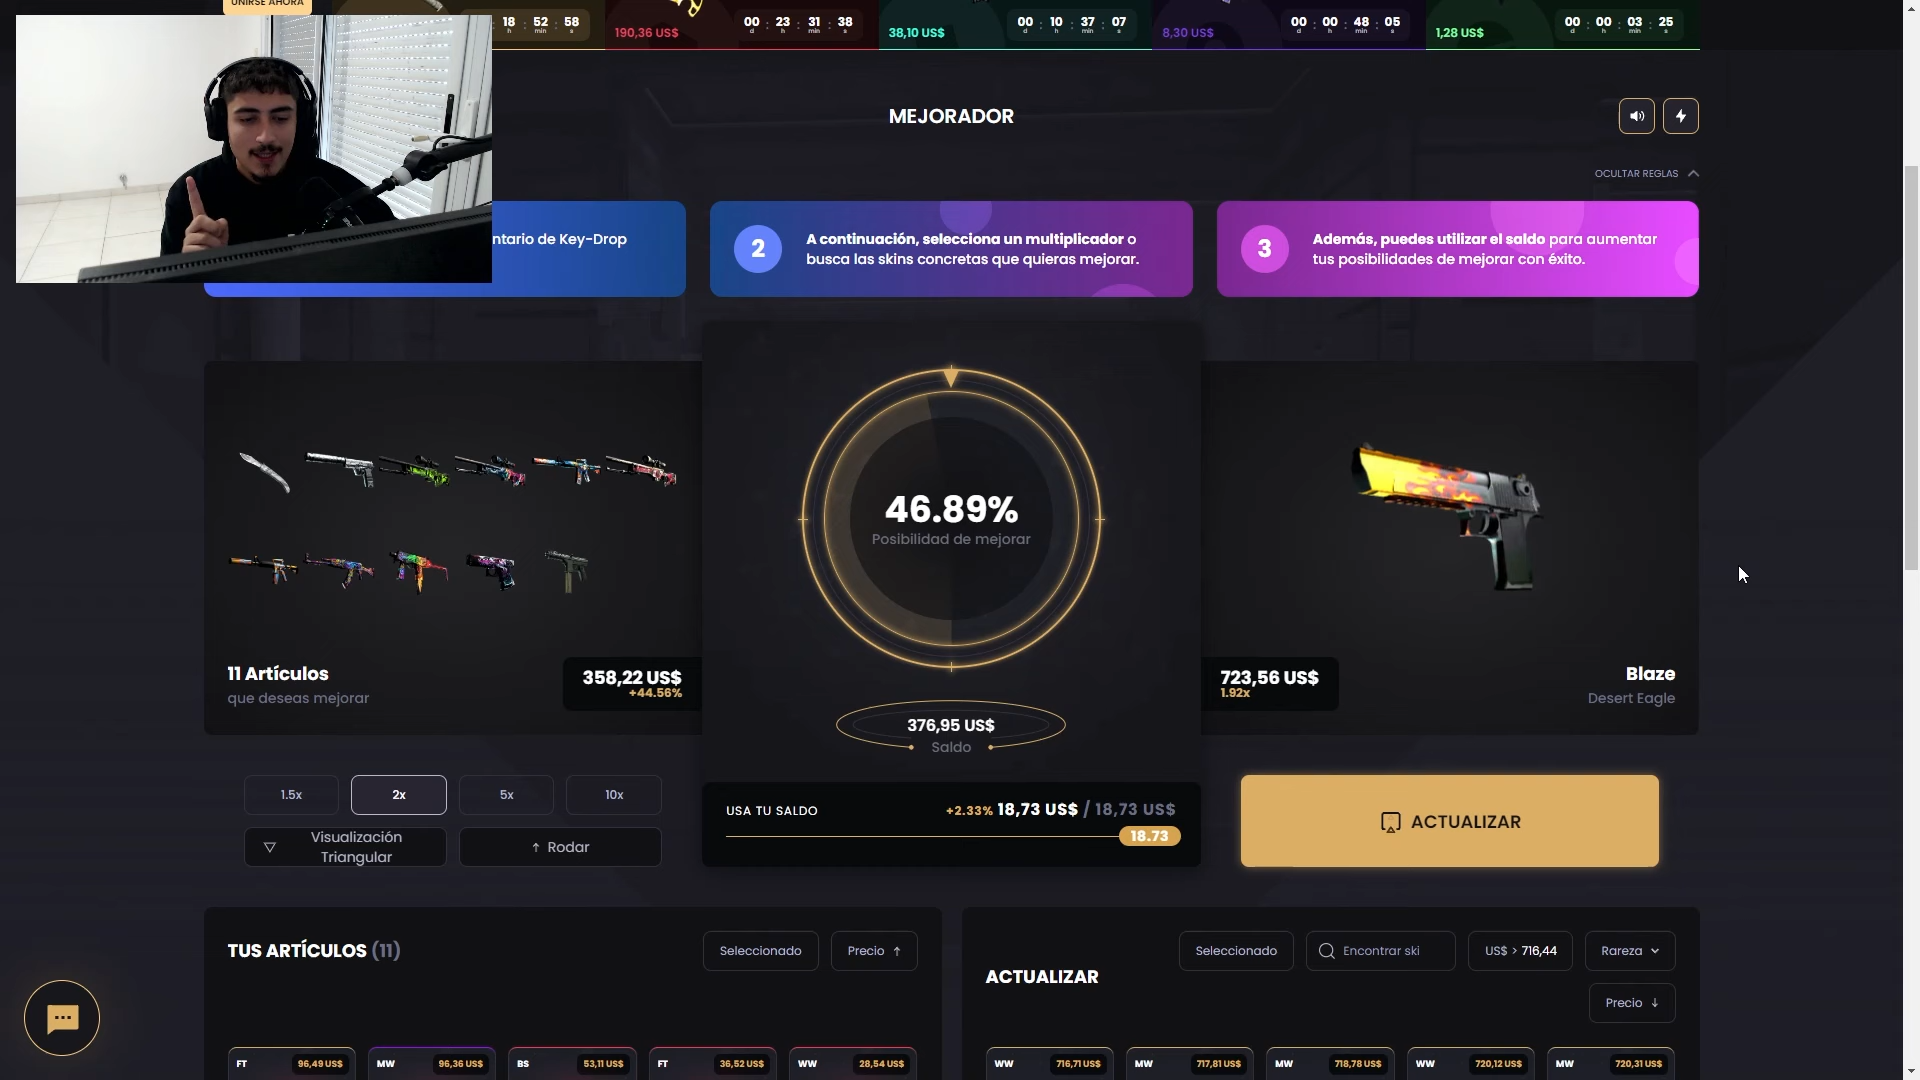 UNIRSE AHORA
18 : 52 : 58
h min s
190,36 US$
00 : 23 : 31 : 38
d h min s
38,10 US$
00 : 10 : 37 : 07
d h min s
8,30 US$
00 : 00 : 48 : 05
d h min s
1,28 US$
00 : 00 : 03 : 25
d h min s
MEJORADOR
OCULTAR REGLAS
ntario de Key-Drop
2
A continuación, selecciona un multiplicador o
busca las skins concretas que quieras mejorar.
3
Además, puedes utilizar el saldo para aumentar
tus posibilidades de mejorar con éxito.
46.89%
Posibilidad de mejorar
11 Artículos
que deseas mejorar
358,22 US$
+44.56%
376,95 US$
Saldo
723,56 US$
1.92x
Blaze
Desert Eagle
1.5x
2x
5x
10x
Visualización
Triangular
Rodar
USA TU SALDO
+2.33% 18,73 US$ / 18,73 US$
18.73
ACTUALIZAR
TUS ARTÍCULOS (11)
Seleccionado
Precio ↑
ACTUALIZAR
Seleccionado
Encontrar ski
US$ > 716,44
Rareza
Precio ↓
FT 96,49 US$
MW 96,36 US$
BS 53,11 US$
FT 36,52 US$
WW 28,54 US$
WW 716,71 US$
MW 717,81 US$
MW 718,78 US$
WW 720,12 US$
MW 720,31 US$